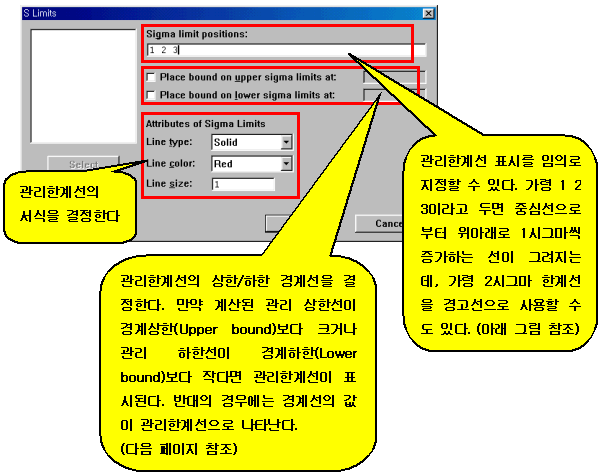 S Limits
Sigma limit positions:
1 2 3
Place bound on upper sigma limits at:
Place bound on lower sigma limits at:
Attributes of Sigma Limits
Line type:
Solid
Line color:
Red
Line size:
1
Select
Cance
관리한계선의
서식을 결정한다
관리한계선 표시를 임의로
지정할 수 있다. 가령 1 2
3이라고 두면 중심선으로
부터 위아래로 1시그마씩
증가하는 선이 그려지는
데, 가령 2시그마 한계선
을 경고선으로 사용할 수
도 있다. (아래 그림 참조)
관리한계선의 상한/하한 경계선을 결
정한다. 만약 계산된 관리 상한선이
경계상한(Upper bound)보다 크거나
관리 하한선이 경계하한(Lower
bound)보다 작다면 관리한계선이 표
시된다. 반대의 경우에는 경계선의 값
이 관리한계선으로 나타난다.
(다음 페이지 참조)